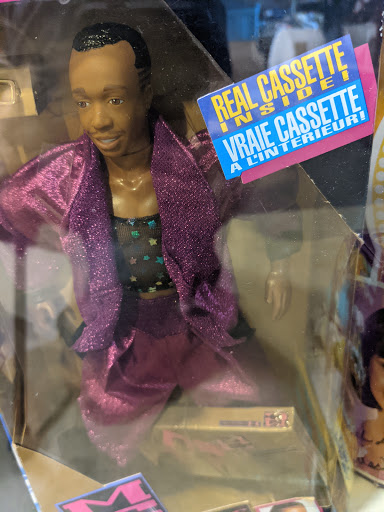 REAL CASSETTE
INSIDE!
VRAIE CASSETTE
A L'INTERIEUR!